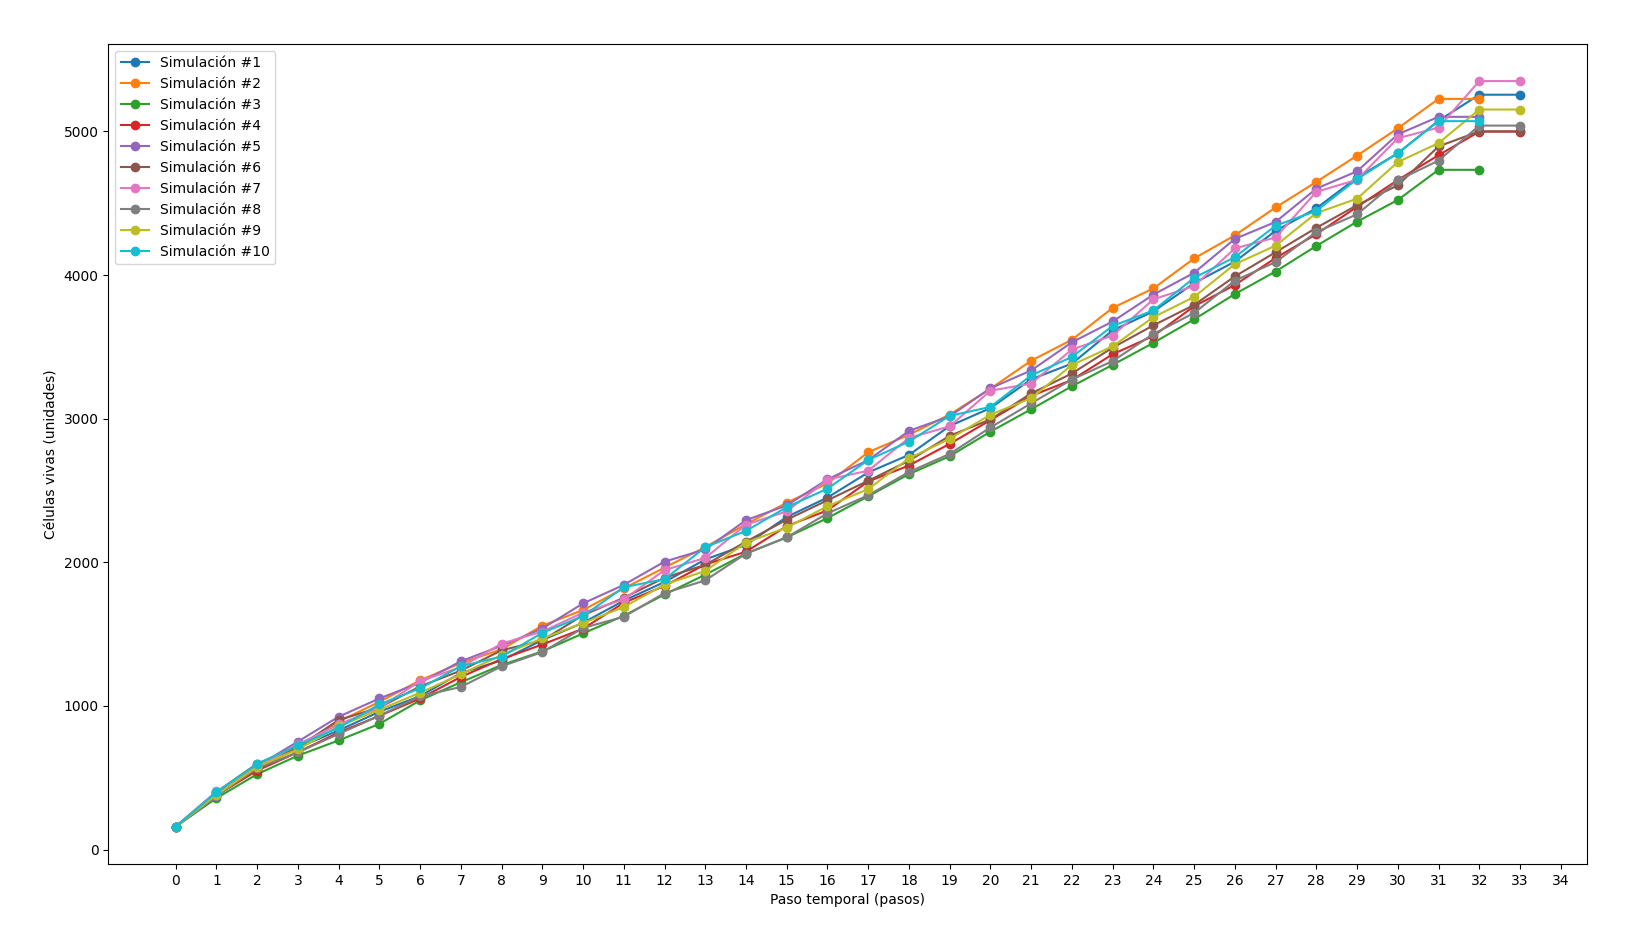 Simulación #1
Simulación #2
Simulación #3
Simulación #4
Simulación #5
Simulación #6
Simulación #7
Simulación #8
Simulación #9
Simulación #10
5000
4000
3000
2000
1000
0
Células vivas (unidades)
0 1 2 3 4 5 6 7 8 9 10 11 12 13 14 15 16 17 18 19 20 21 22 23 24 25 26 27 28 29 30 31 32 33 34
Paso temporal (pasos)